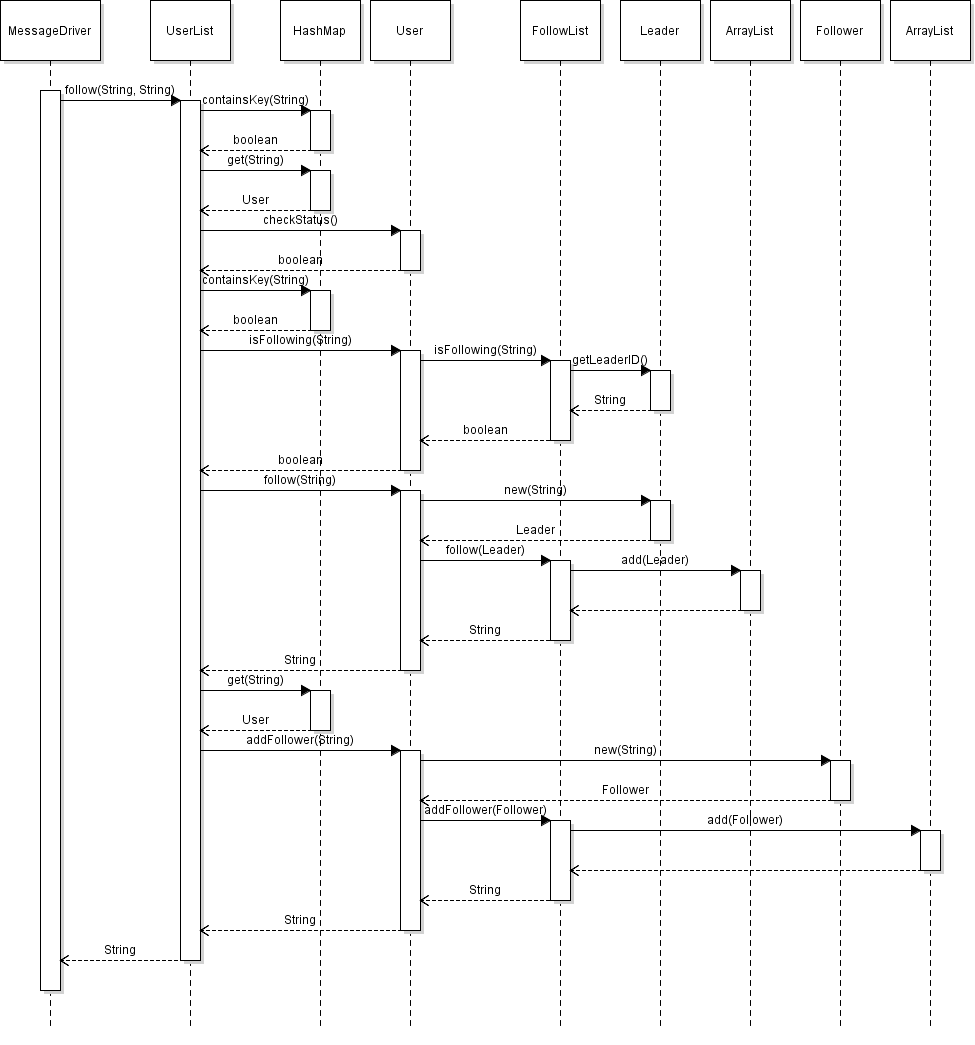 MessageDriver
UserList
HashMap
User
FollowList
Leader
ArrayList
Follower
ArrayList
follow(String, String)
containsKey(String)
boolean
get(String)
User
checkStatus()
boolean
containsKey(String)
boolean
isFollowing(String)
isFollowing(String)
getLeaderID()
String
boolean
boolean
follow(String)
new(String)
Leader
follow(Leader)
add(Leader)
String
String
get(String)
User
addFollower(String)
new(String)
Follower
addFollower(Follower)
add(Follower)
String
String
String